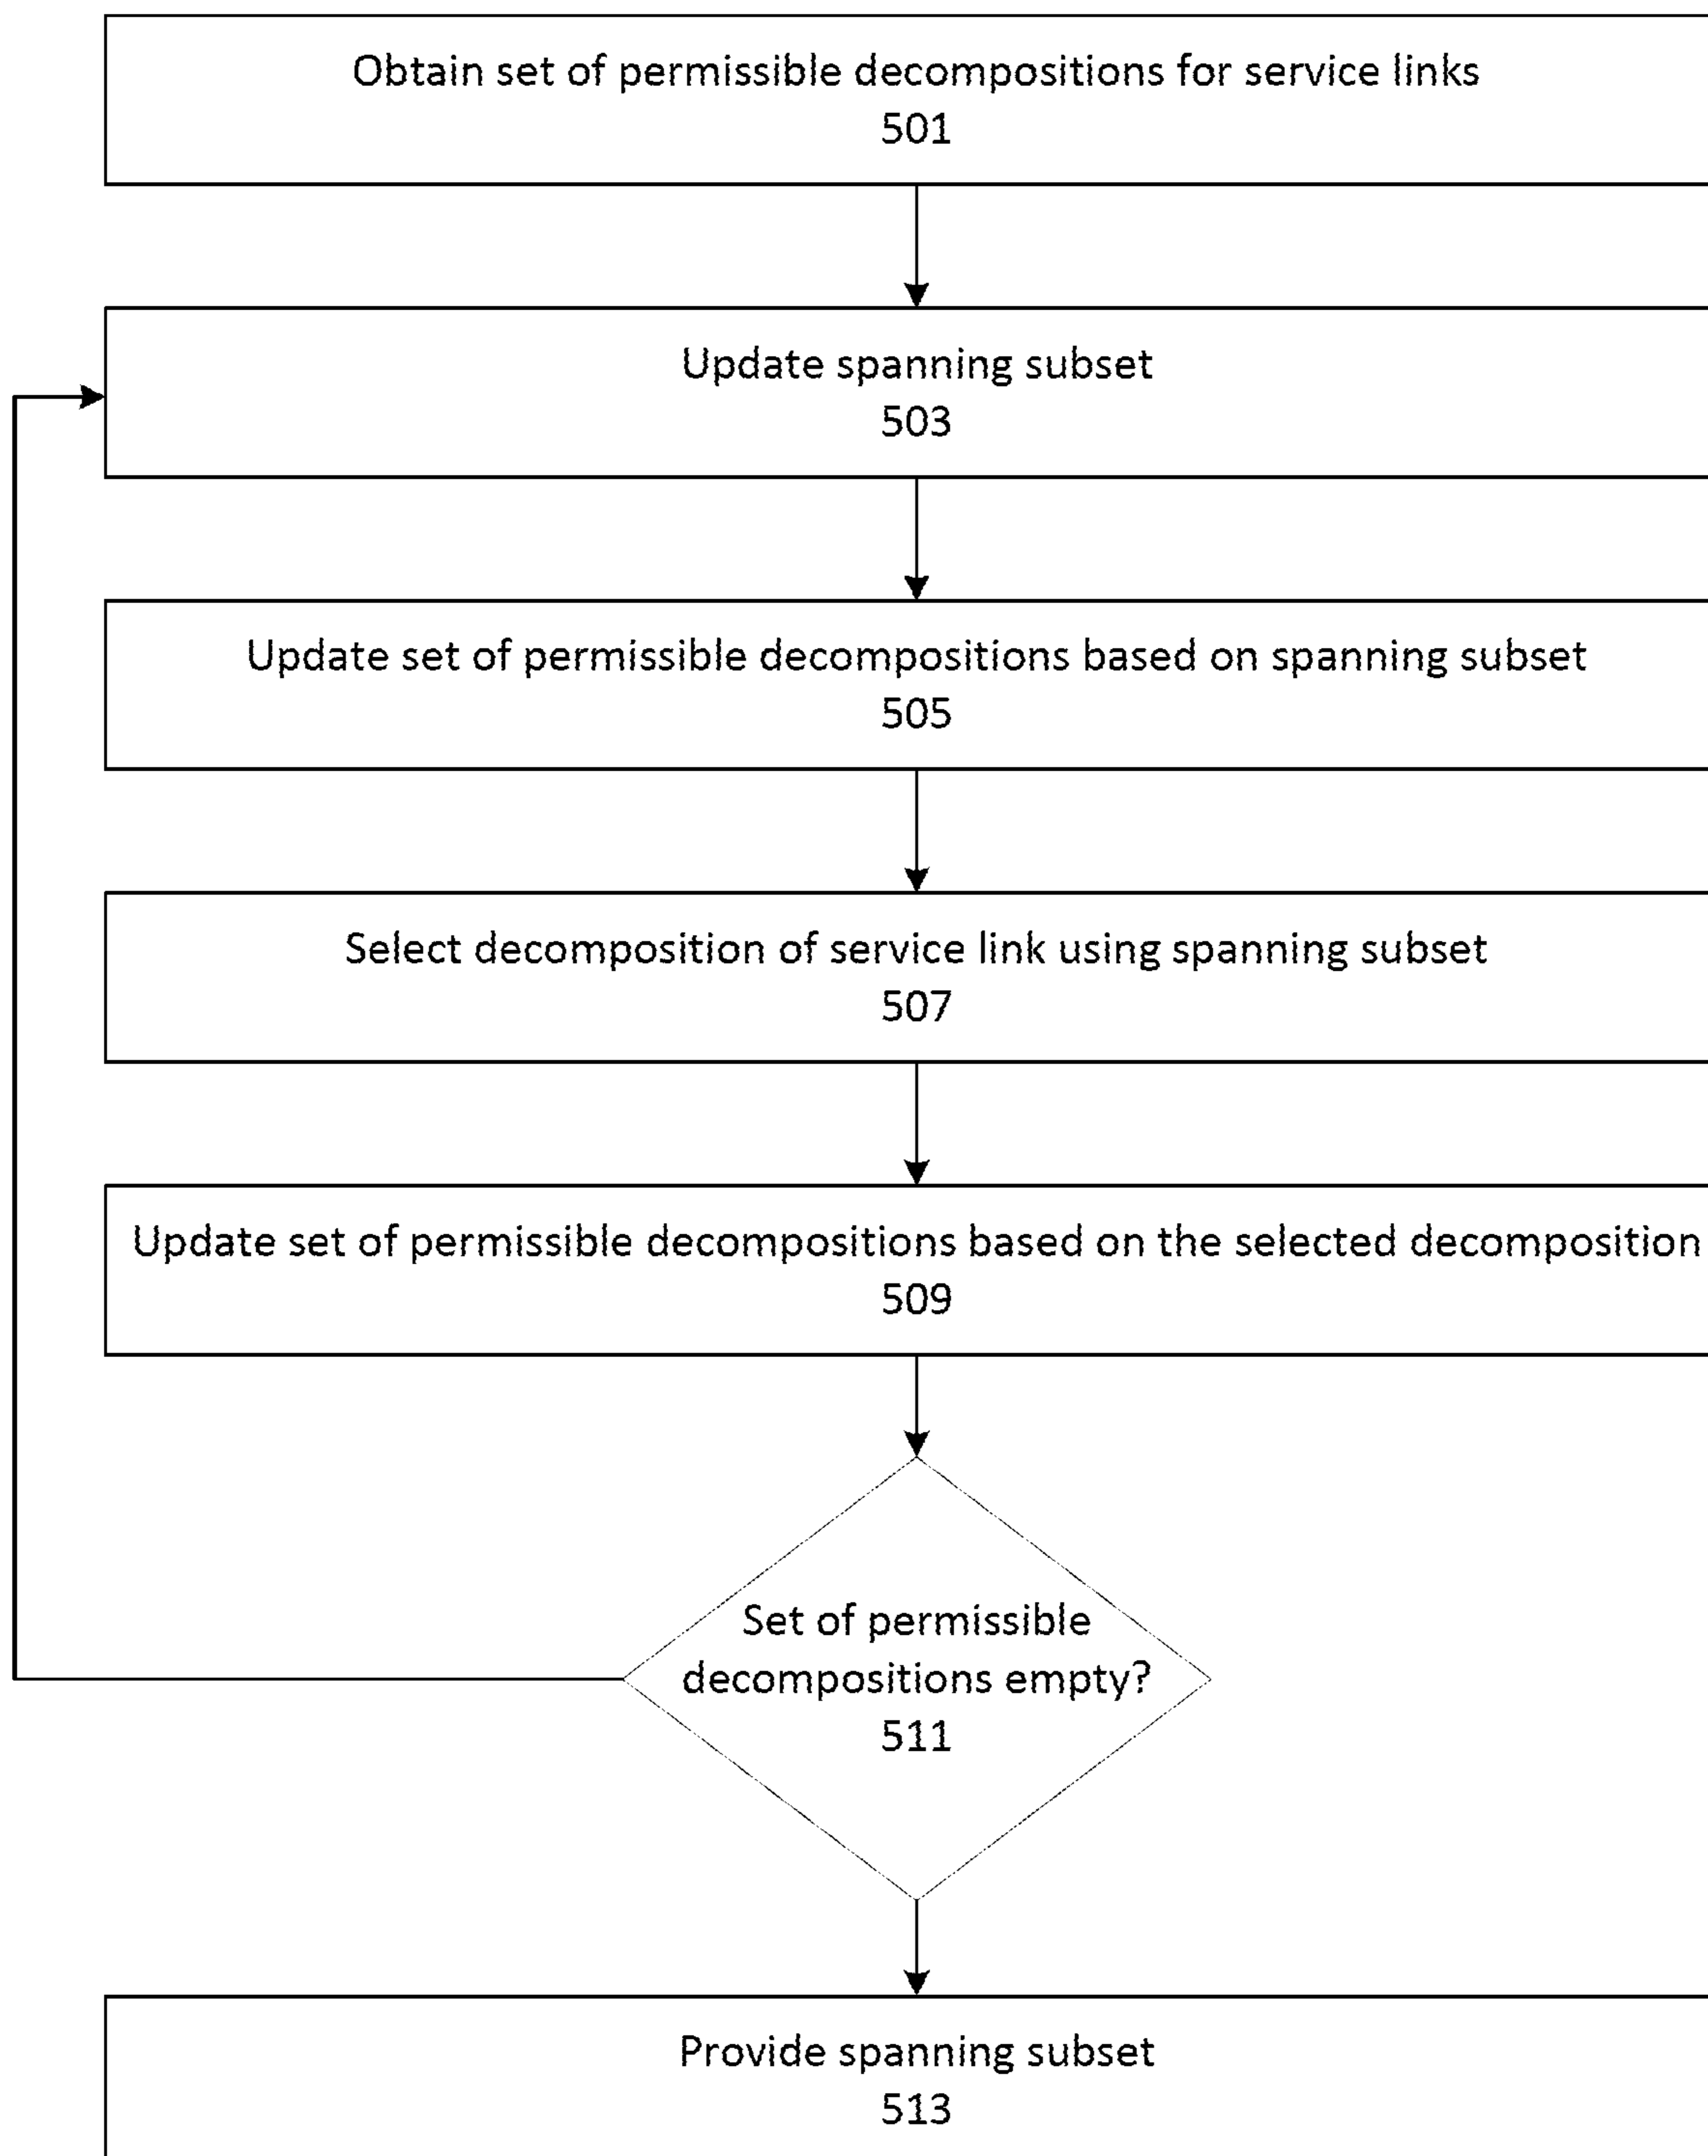 Obtain set of permissible decompositions for service links
501
Update spanning subset
503
Update set of permissible decompositions based on spanning subset
505
Select decomposition of service link using spanning subset
507
Update set of permissible decompositions based on the selected decomposition
509
Set of permissible
decompositions empty?
511
Provide spanning subset
513